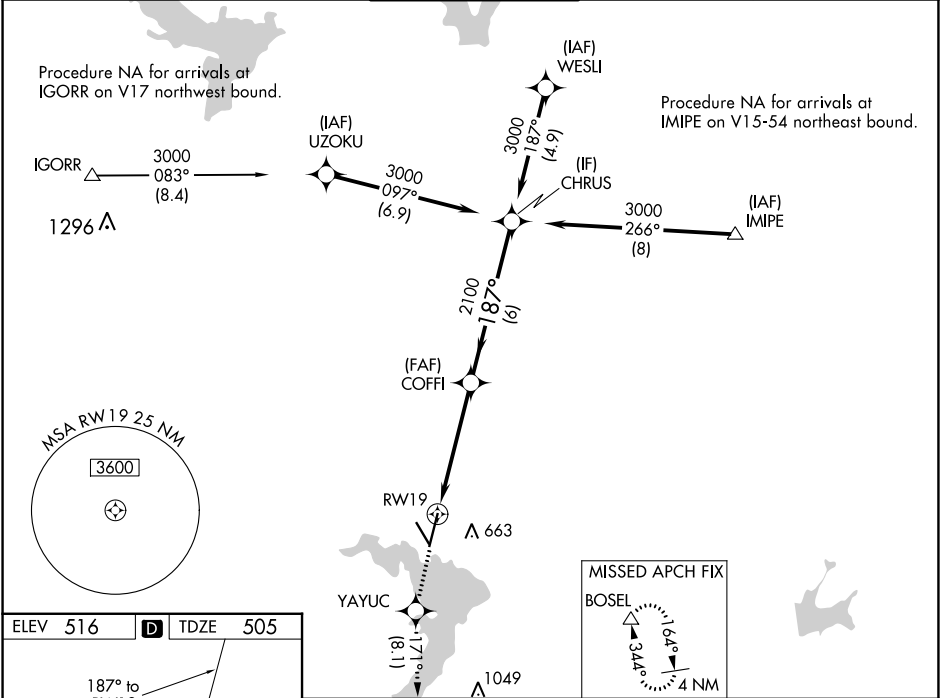 (IAF)
WESLI
Procedure NA for arrivals at
IGORR on V17 northwest bound.
Procedure NA for arrivals at
IMIPE on V15-54 northeast bound.
(IAF)
UZOKU
3000
187°
(4.9)
(IF)
CHRUS
IGORR
3000
083°
(8.4)
3000
097°
(6.9)
(IAF)
IMIPE
3000
266°
(8)
1296
2100
187°
(6)
(FAF)
COFFI
MSA RW19 25 NM
3600
RW19
663
MISSED APCH FIX
BOSEL
164°
344°
4 NM
YAYUC
171°
(8.1)
1049
ELEV 516 D TDZE 505
187° to